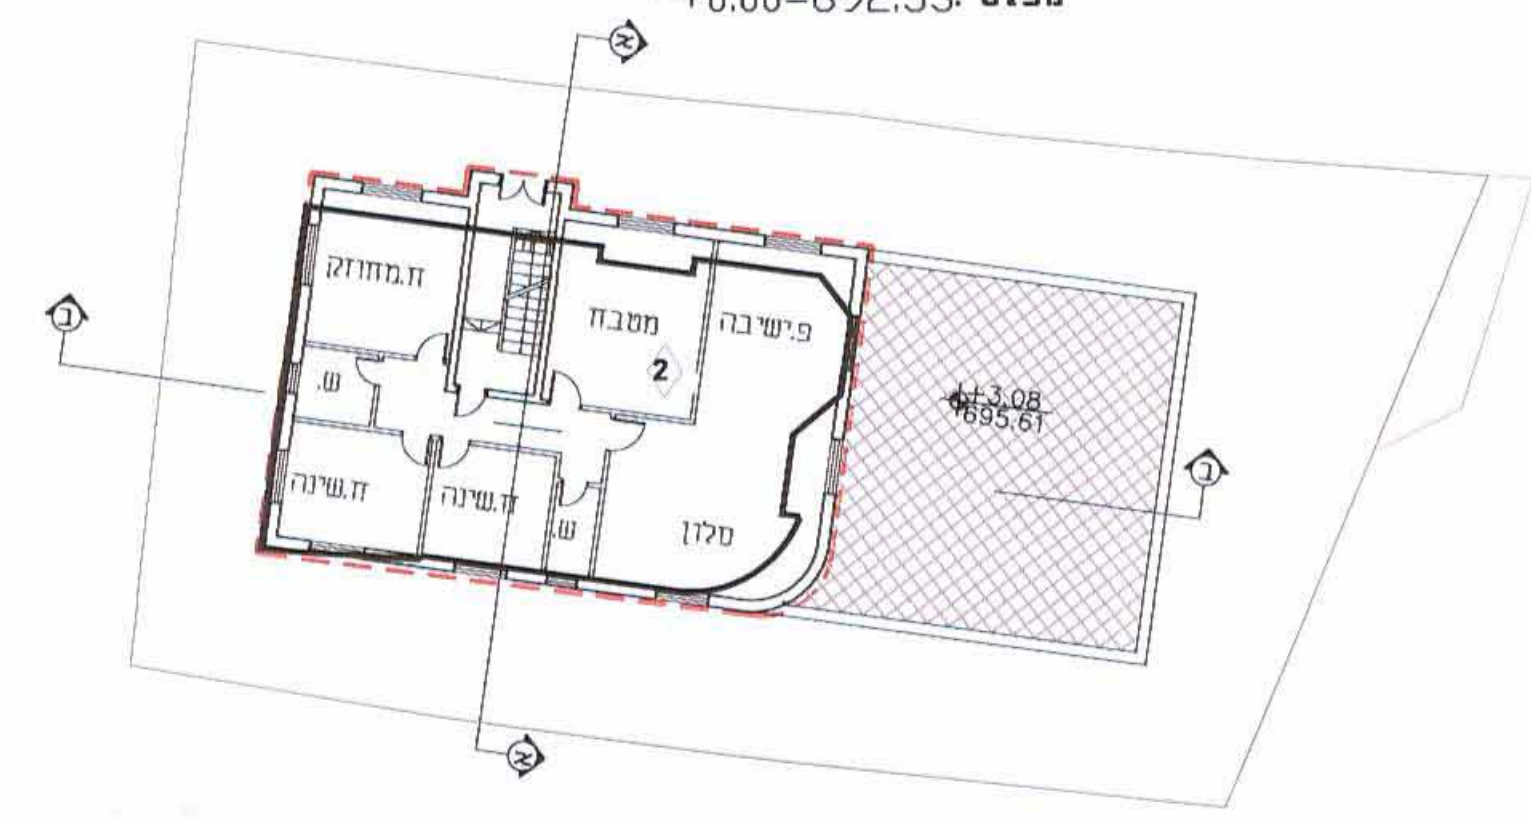 א
ח.מחוזק
מטבח
פ.ישיבה
ב
ש.
2
+3.08
695.61
ח.שינה
ח.שינה
ש.
סלון
ב
א